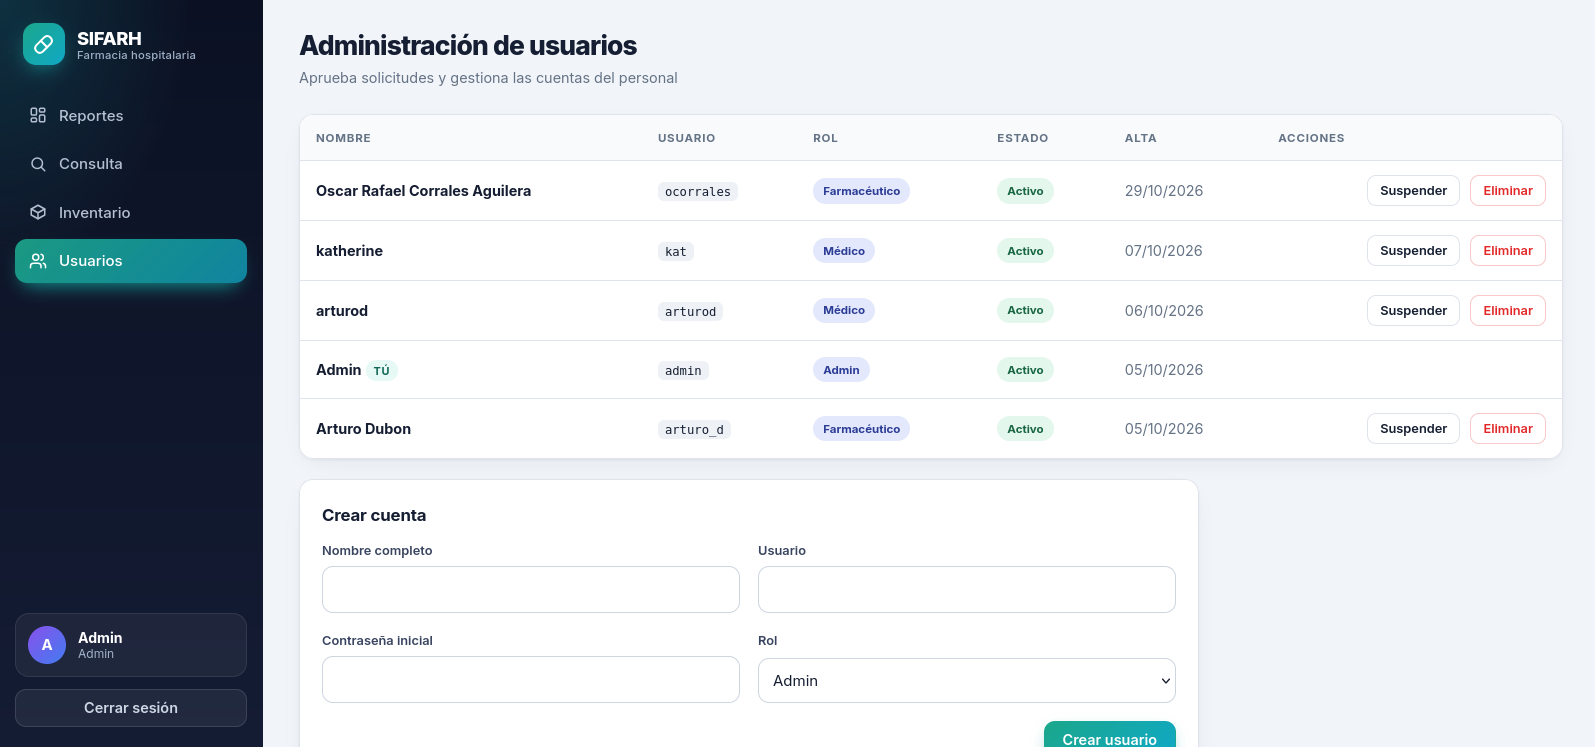 SIFARH
Farmacia hospitalaria
Reportes
Consulta
Inventario
Usuarios
A
Admin
Admin
Cerrar sesión
Administración de usuarios
Aprueba solicitudes y gestiona las cuentas del personal
NOMBRE USUARIO ROL ESTADO ALTA ACCIONES
Oscar Rafael Corrales Aguilera ocorrales Farmacéutico Activo 29/10/2026 Suspender Eliminar
katherine kat Médico Activo 07/10/2026 Suspender Eliminar
arturod arturod Médico Activo 06/10/2026 Suspender Eliminar
Admin TÚ admin Admin Activo 05/10/2026
Arturo Dubon arturo_d Farmacéutico Activo 05/10/2026 Suspender Eliminar
Crear cuenta
Nombre completo Usuario
Contraseña inicial Rol
Admin
Crear usuario